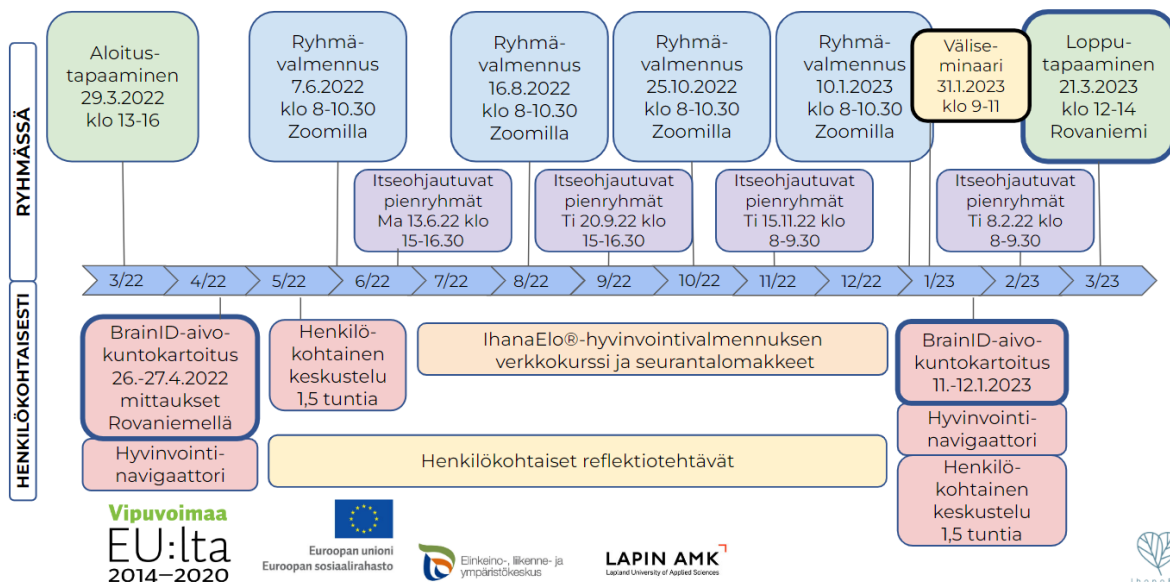 RYHMÄSSÄ
Aloitus-
tapaaminen
29.3.2022
klo 13-16
Ryhmä-
valmennus
7.6.2022
klo 8-10.30
Zoomilla
Ryhmä-
valmennus
16.8.2022
klo 8-10.30
Zoomilla
Ryhmä-
valmennus
25.10.2022
klo 8-10.30
Zoomilla
Ryhmä-
valmennus
10.1.2023
klo 8-10.30
Zoomilla
Välise-
minaari
31.1.2023
klo 9-11
Loppu-
tapaaminen
21.3.2023
klo 12-14
Rovaniemi
Itseohjautuvat
pienryhmät
Ma 13.6.22 klo
15-16.30
Itseohjautuvat
pienryhmät
Ti 20.9.22 klo
15-16.30
Itseohjautuvat
pienryhmät
Ti 15.11.22 klo
8-9.30
Itseohjautuvat
pienryhmät
Ti 8.2.22 klo
8-9.30
3/22 4/22 5/22 6/22 7/22 8/22 9/22 10/22 11/22 12/22 1/23 2/23 3/23
HENKILÖKOHTAISESTI
BrainID-aivo-
kuntokartoitus
26.-27.4.2022
mittaukset
Rovaniemellä
Hyvinvointi-
navigaattori
Henkilö-
kohtainen
keskustelu
1,5 tuntia
IhanaElo®-hyvinvointivalmennuksen
verkkokurssi ja seurantalomakkeet
Henkilökohtaiset reflektiotehtävät
BrainID-aivo-
kuntokartoitus
11.-12.1.2023
Hyvinvointi-
navigaattori
Henkilö-
kohtainen
keskustelu
1,5 tuntia
Vipuvoimaa
EU:lta
2014–2020
Euroopan unioni
Euroopan sosiaalirahasto
Elinkeino-, liikenne- ja
ympäristökeskus
LAPIN AMK
Lapland University of Applied Sciences